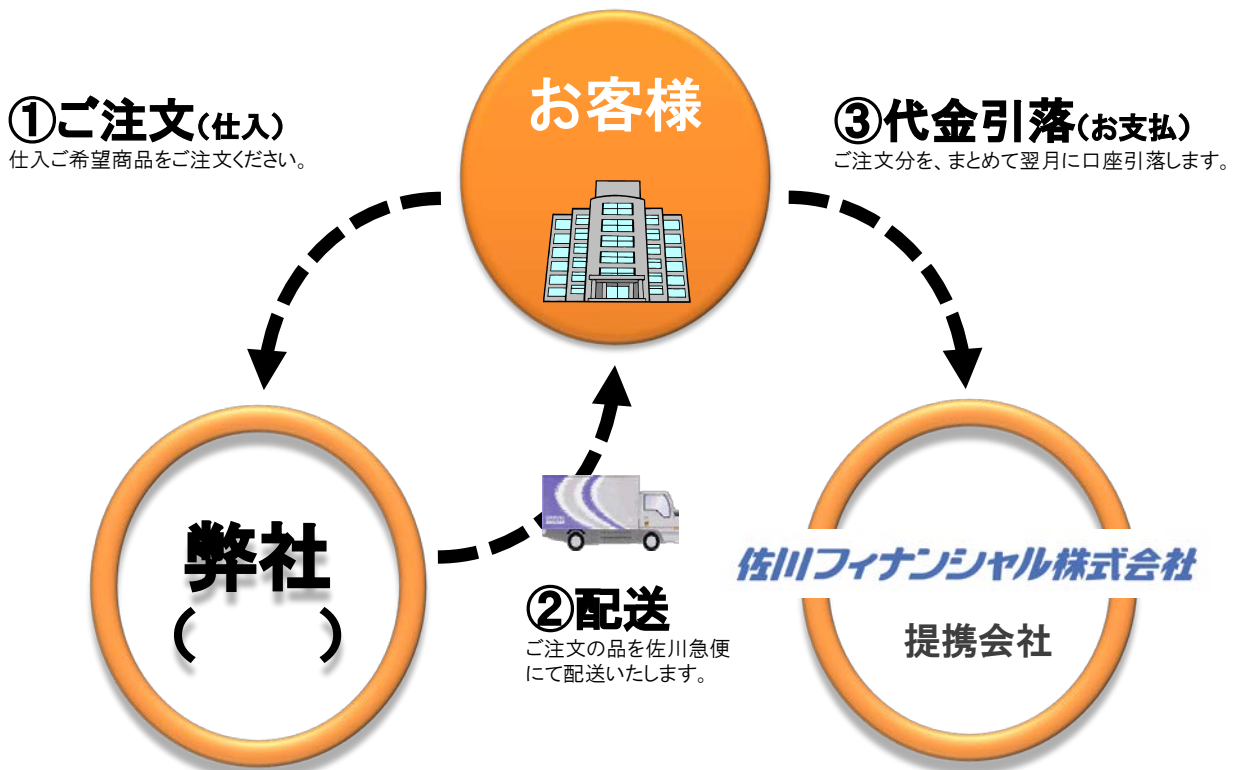 お客様
①ご注文(仕入)
仕入ご希望商品をご注文ください。
③代金引落(お支払)
ご注文分を、まとめて翌月に口座引落します。
弊社
(　　)
②配送
ご注文の品を佐川急便
にて配送いたします。
佐川フィナンシャル株式会社
提携会社